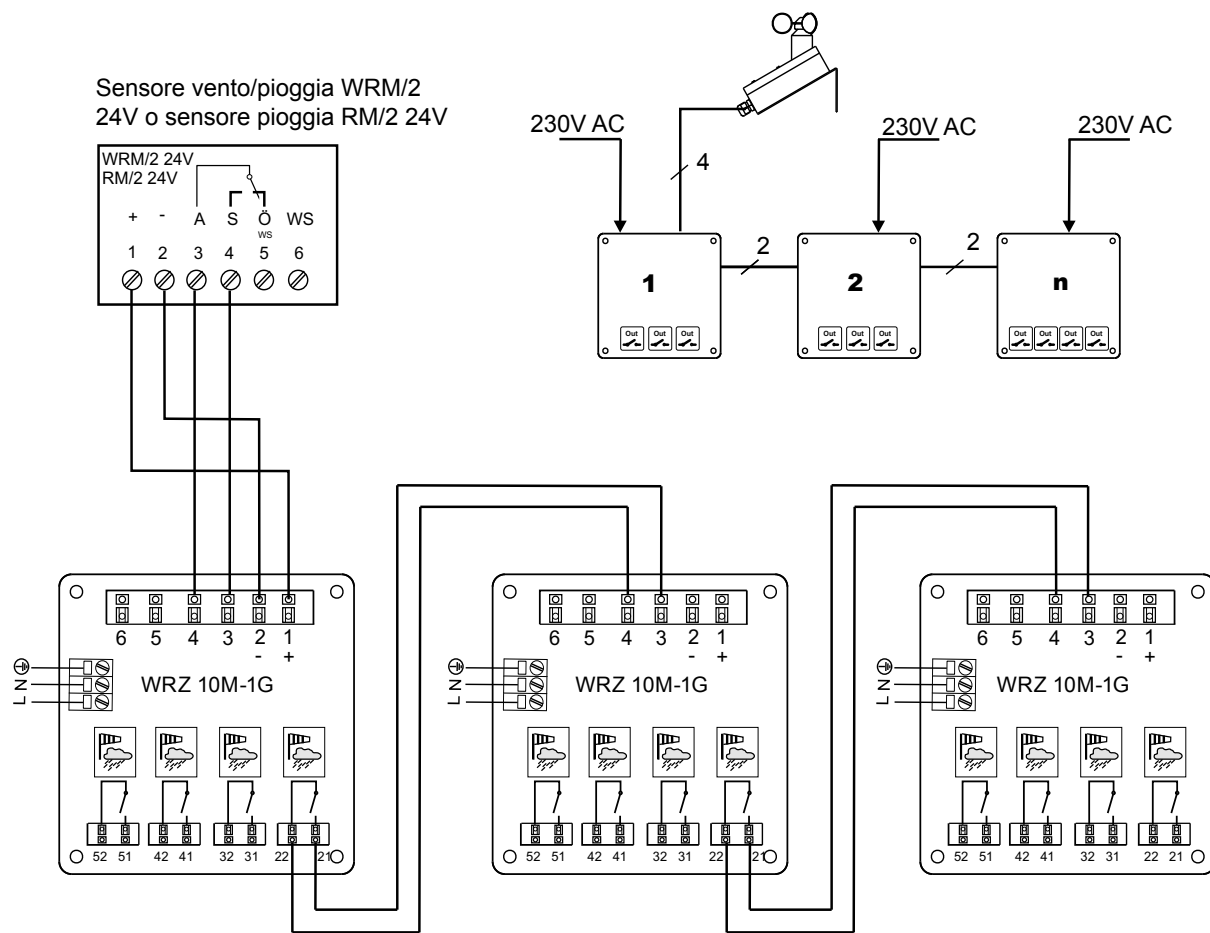 Sensore vento/pioggia WRM/2
24V o sensore pioggia RM/2 24V
WRM/2 24V
RM/2 24V
+ - A S Ö WS
WS
1 2 3 4 5 6
230V AC 230V AC 230V AC
4
2 2
1 2 n
Out Out Out Out Out Out Out Out Out Out
6 5 4 3 2 1
- +
L N
WRZ 10M-1G
52 51 42 41 32 31 22 21
6 5 4 3 2 1
- +
L N
WRZ 10M-1G
52 51 42 41 32 31 22 21
6 5 4 3 2 1
- +
L N
WRZ 10M-1G
52 51 42 41 32 31 22 21